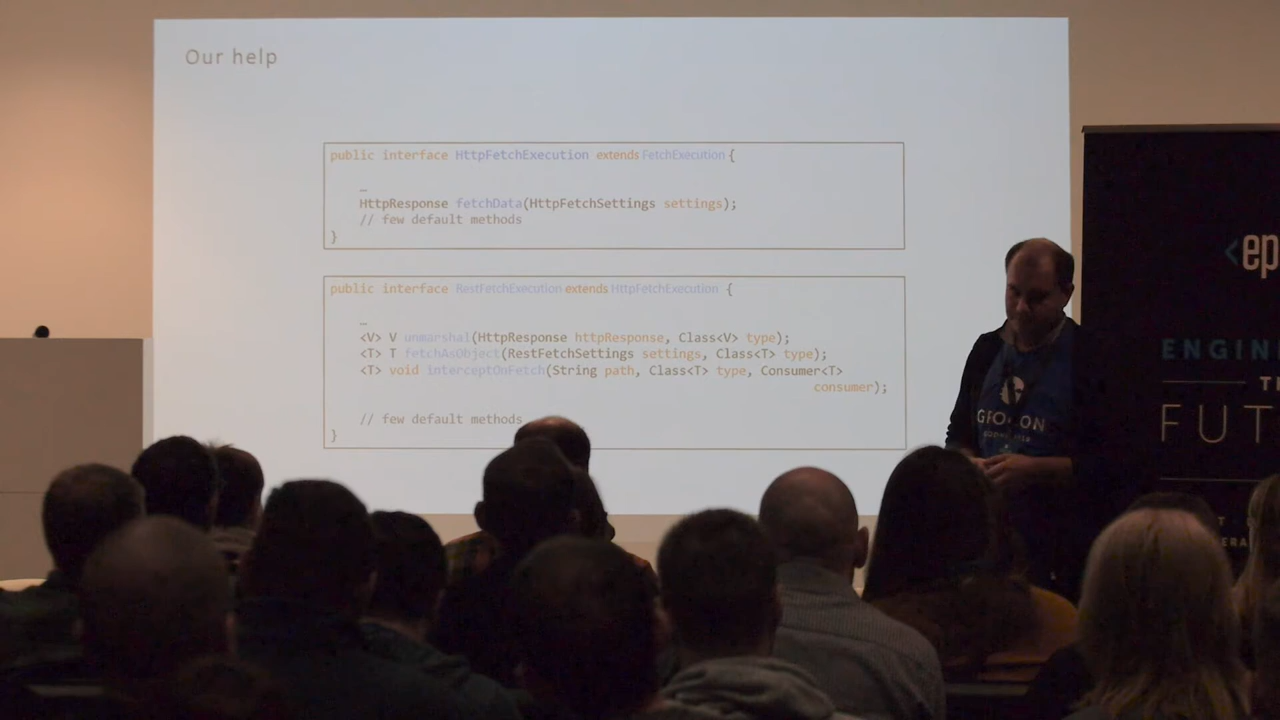 Our help
public interface HttpFetchExecution extends FetchExecution {
…
HttpResponse fetchData(HttpFetchSettings settings);
// few default methods
}
public interface RestFetchExecution extends HttpFetchExecution {
…
<V> V unmarshal(HttpResponse httpResponse, Class<V> type);
<T> T fetchAsObject(RestFetchSettings settings, Class<T> type);
<T> void interceptOnFetch(String path, Class<T> type, Consumer<T>
consumer);
// few default methods
}
<ep
ENGIN
FUT